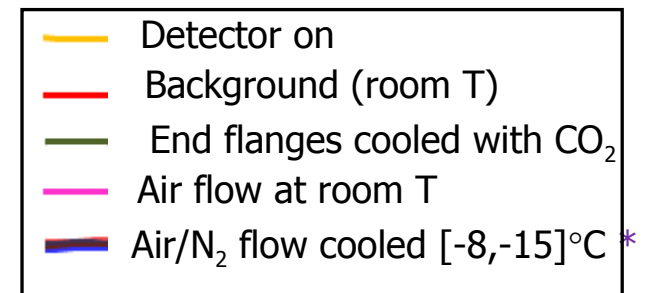 Detector on
Background (room T)
End flanges cooled with CO₂
Air flow at room T
Air/N₂ flow cooled [-8,-15]°C *